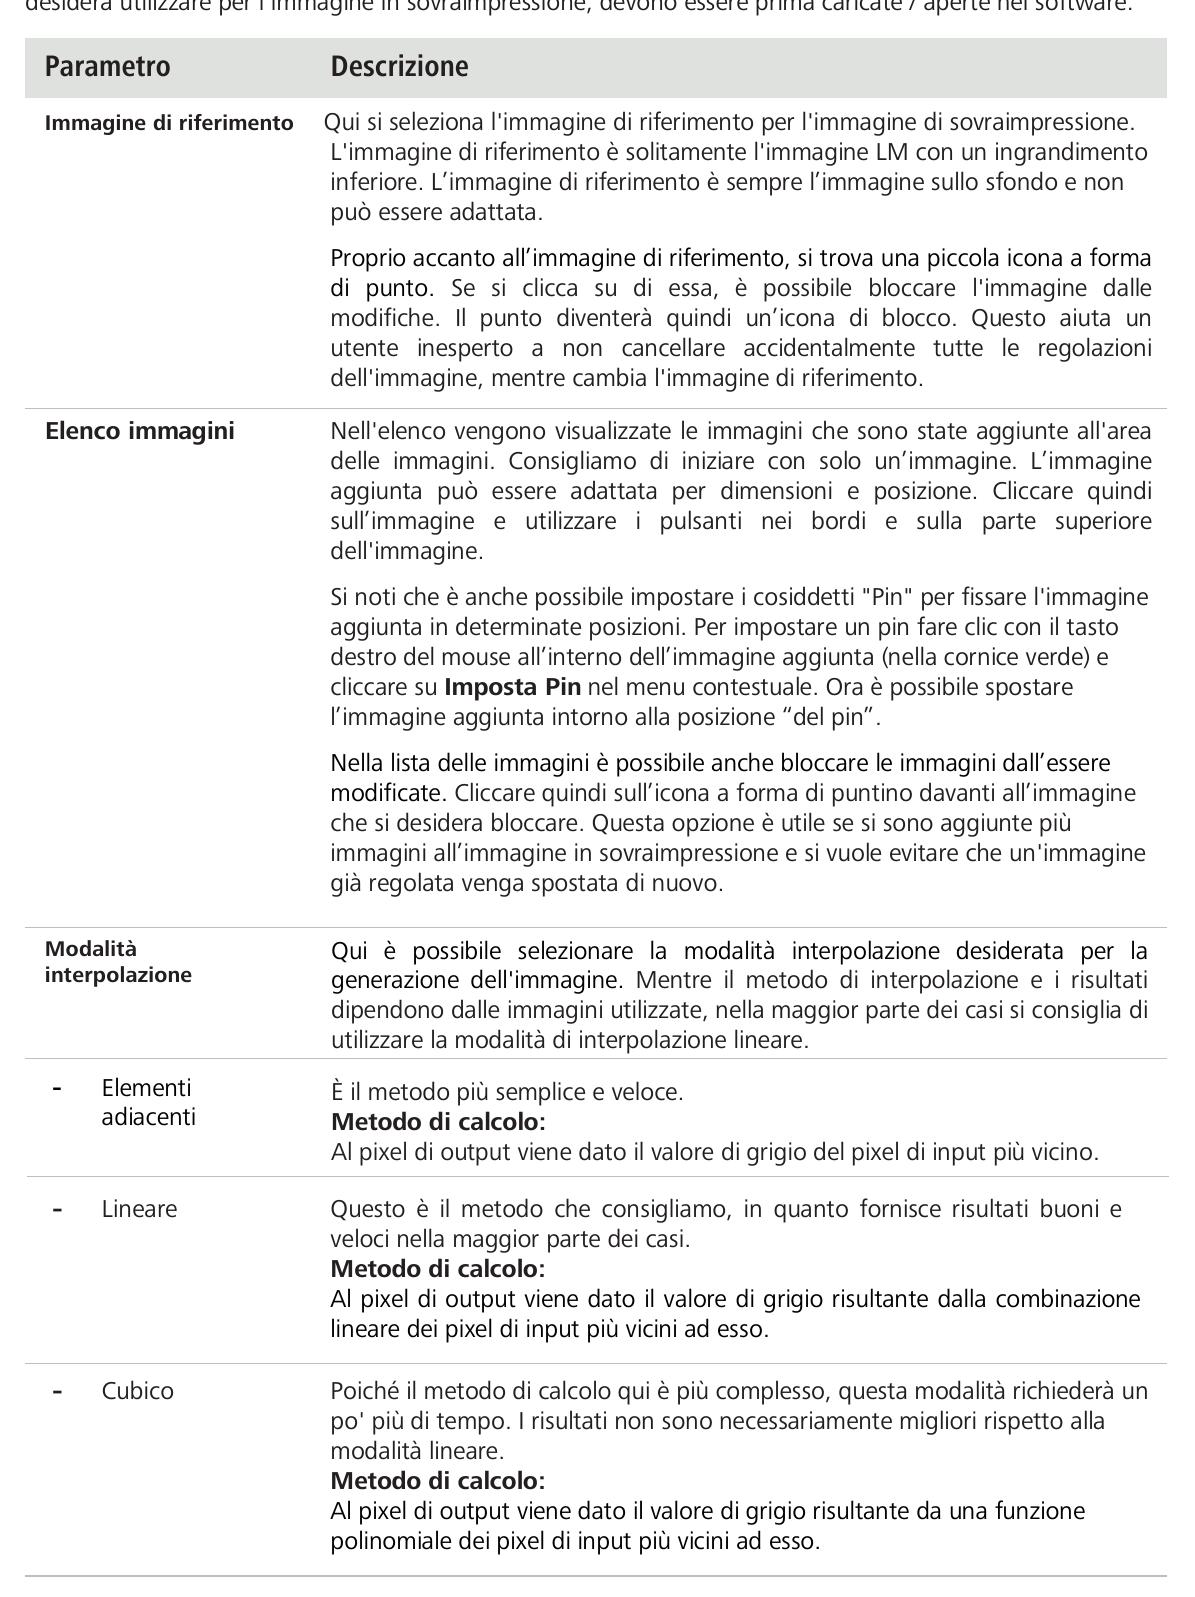 desidera utilizzare per l'immagine in sovraimpressione, devono essere prima caricate / aperte nel software.
Parametro Descrizione
Immagine di riferimento Qui si seleziona l'immagine di riferimento per l'immagine di sovraimpressione.
L'immagine di riferimento è solitamente l'immagine LM con un ingrandimento
inferiore. L’immagine di riferimento è sempre l’immagine sullo sfondo e non
può essere adattata.
Proprio accanto all’immagine di riferimento, si trova una piccola icona a forma
di punto. Se si clicca su di essa, è possibile bloccare l'immagine dalle
modifiche. Il punto diventerà quindi un’icona di blocco. Questo aiuta un
utente inesperto a non cancellare accidentalmente tutte le regolazioni
dell'immagine, mentre cambia l'immagine di riferimento.
Elenco immagini Nell'elenco vengono visualizzate le immagini che sono state aggiunte all'area
delle immagini. Consigliamo di iniziare con solo un’immagine. L’immagine
aggiunta può essere adattata per dimensioni e posizione. Cliccare quindi
sull’immagine e utilizzare i pulsanti nei bordi e sulla parte superiore
dell'immagine.
Si noti che è anche possibile impostare i cosiddetti "Pin" per fissare l'immagine
aggiunta in determinate posizioni. Per impostare un pin fare clic con il tasto
destro del mouse all’interno dell’immagine aggiunta (nella cornice verde) e
cliccare su Imposta Pin nel menu contestuale. Ora è possibile spostare
l’immagine aggiunta intorno alla posizione “del pin”.
Nella lista delle immagini è possibile anche bloccare le immagini dall’essere
modificate. Cliccare quindi sull’icona a forma di puntino davanti all’immagine
che si desidera bloccare. Questa opzione è utile se si sono aggiunte più
immagini all’immagine in sovraimpressione e si vuole evitare che un'immagine
già regolata venga spostata di nuovo.
Modalità
interpolazione
Qui è possibile selezionare la modalità interpolazione desiderata per la
generazione dell'immagine. Mentre il metodo di interpolazione e i risultati
dipendono dalle immagini utilizzate, nella maggior parte dei casi si consiglia di
utilizzare la modalità di interpolazione lineare.
- Elementi
adiacenti
È il metodo più semplice e veloce.
Metodo di calcolo:
Al pixel di output viene dato il valore di grigio del pixel di input più vicino.
- Lineare Questo è il metodo che consigliamo, in quanto fornisce risultati buoni e
veloci nella maggior parte dei casi.
Metodo di calcolo:
Al pixel di output viene dato il valore di grigio risultante dalla combinazione
lineare dei pixel di input più vicini ad esso.
- Cubico Poiché il metodo di calcolo qui è più complesso, questa modalità richiederà un
po' più di tempo. I risultati non sono necessariamente migliori rispetto alla
modalità lineare.
Metodo di calcolo:
Al pixel di output viene dato il valore di grigio risultante da una funzione
polinomiale dei pixel di input più vicini ad esso.